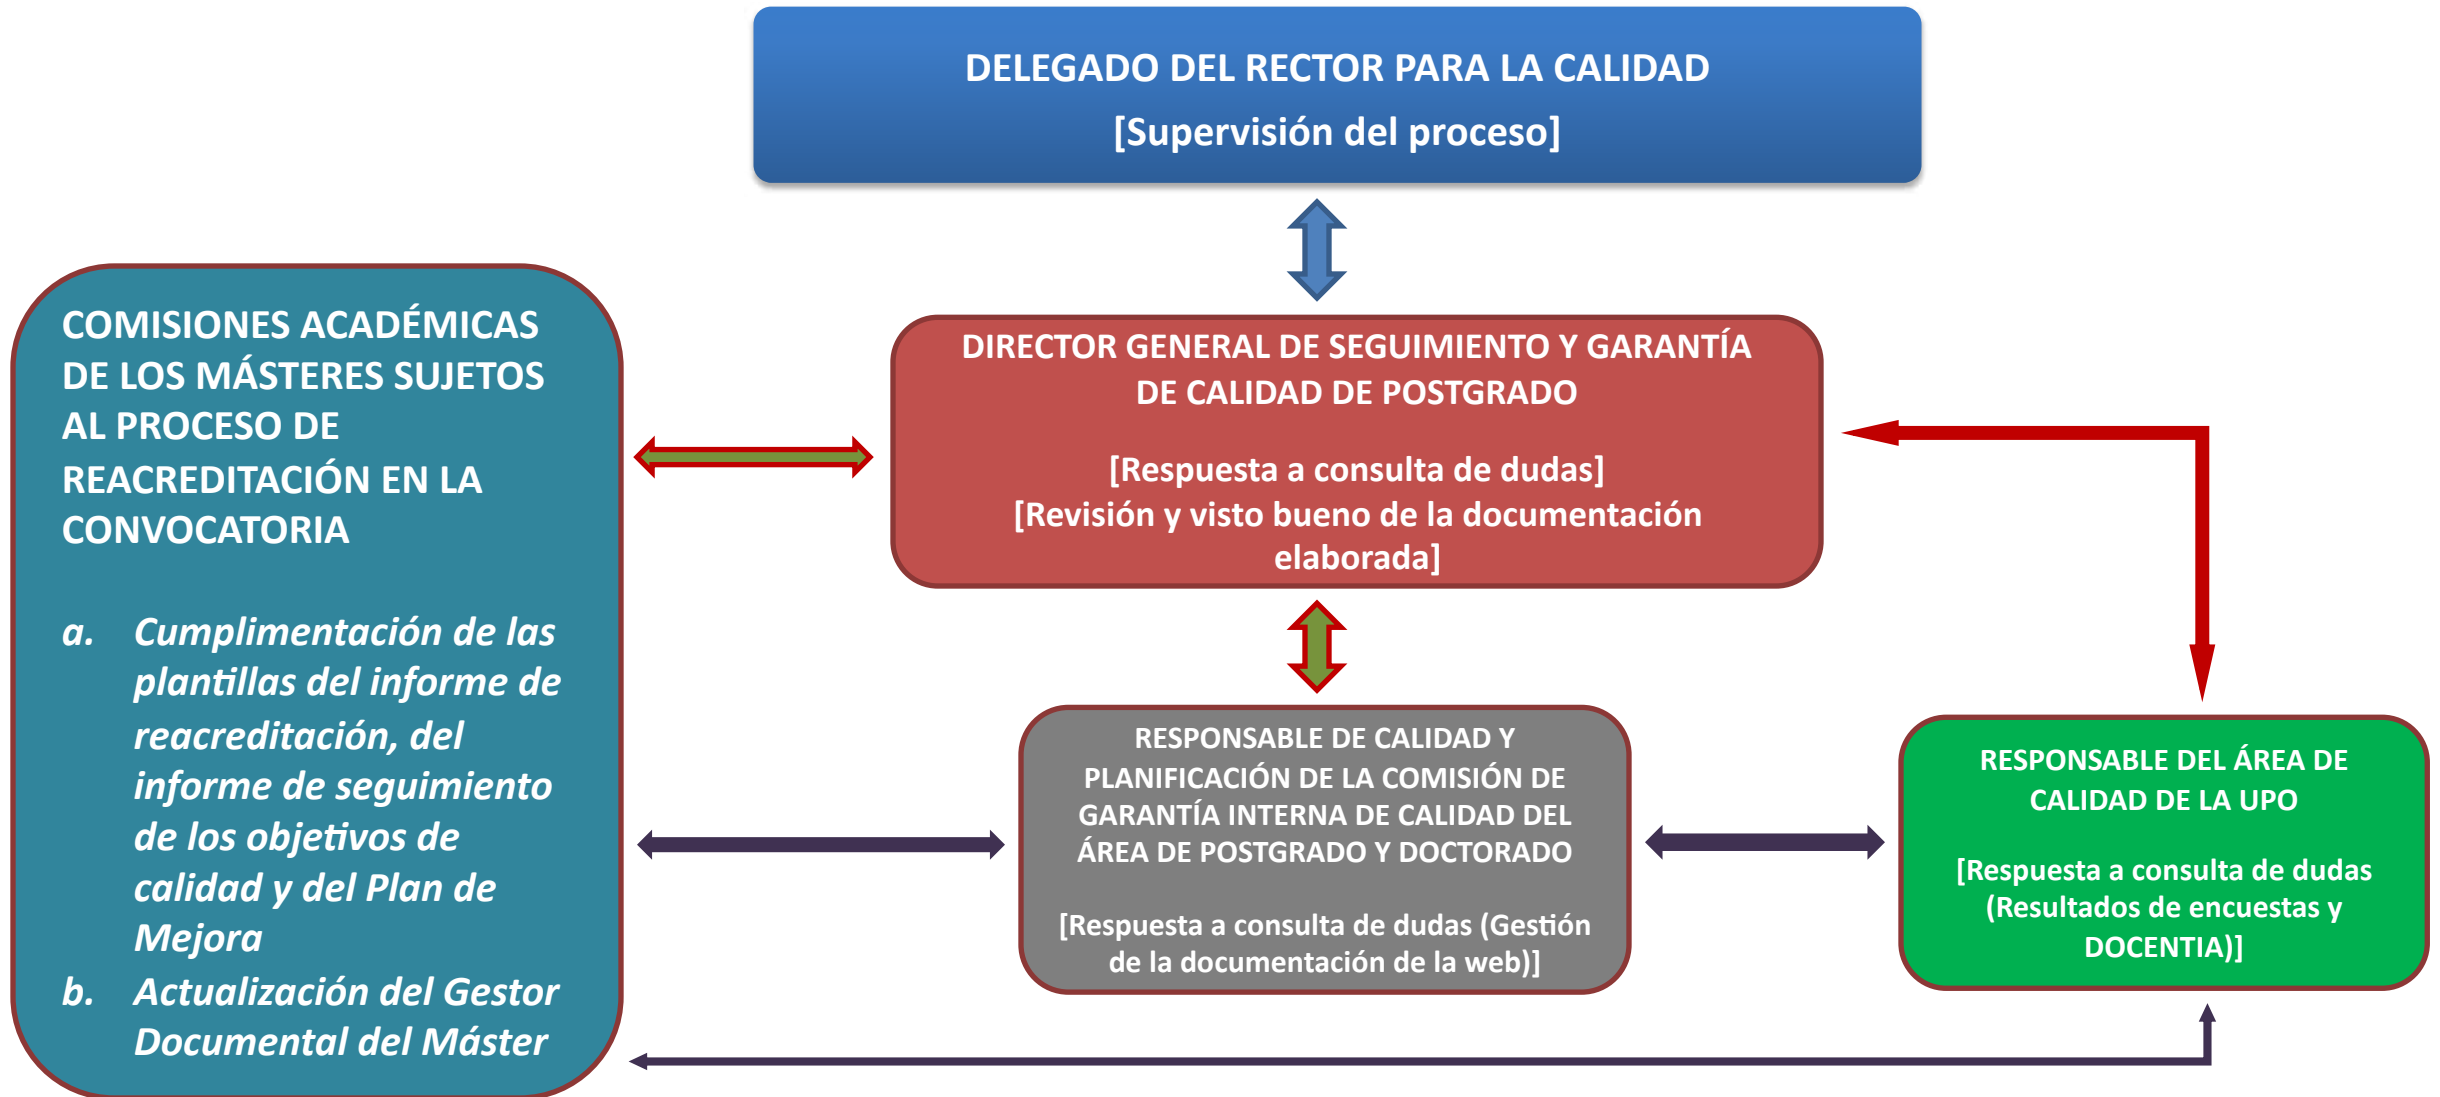 DELEGADO DEL RECTOR PARA LA CALIDAD
[Supervisión del proceso]
COMISIONES ACADÉMICAS
DE LOS MÁSTERES SUJETOS
AL PROCESO DE
REACREDITACIÓN EN LA
CONVOCATORIA
a. Cumplimentación de las
plantillas del informe de
reacreditación, del
informe de seguimiento
de los objetivos de
calidad y del Plan de
Mejora
b. Actualización del Gestor
Documental del Máster
DIRECTOR GENERAL DE SEGUIMIENTO Y GARANTÍA
DE CALIDAD DE POSTGRADO
[Respuesta a consulta de dudas]
[Revisión y visto bueno de la documentación
elaborada]
RESPONSABLE DE CALIDAD Y
PLANIFICACIÓN DE LA COMISIÓN DE
GARANTÍA INTERNA DE CALIDAD DEL
ÁREA DE POSTGRADO Y DOCTORADO
[Respuesta a consulta de dudas (Gestión
de la documentación de la web)]
RESPONSABLE DEL ÁREA DE
CALIDAD DE LA UPO
[Respuesta a consulta de dudas
(Resultados de encuestas y
DOCENTIA)]